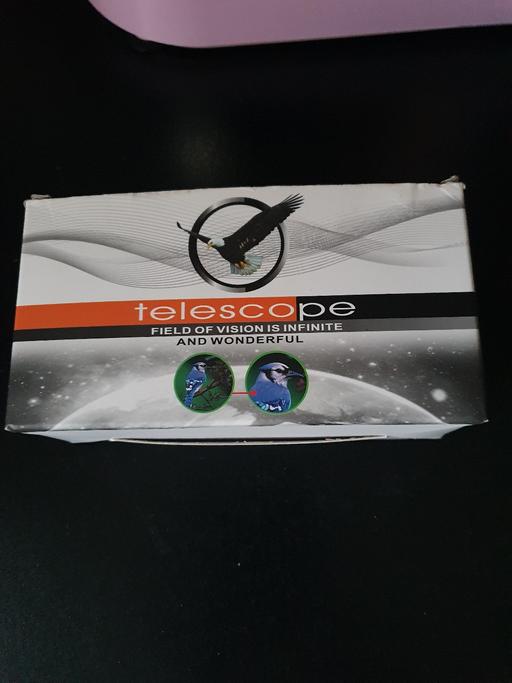 telescope
FIELD OF VISION IS INFINITE
AND WONDERFUL